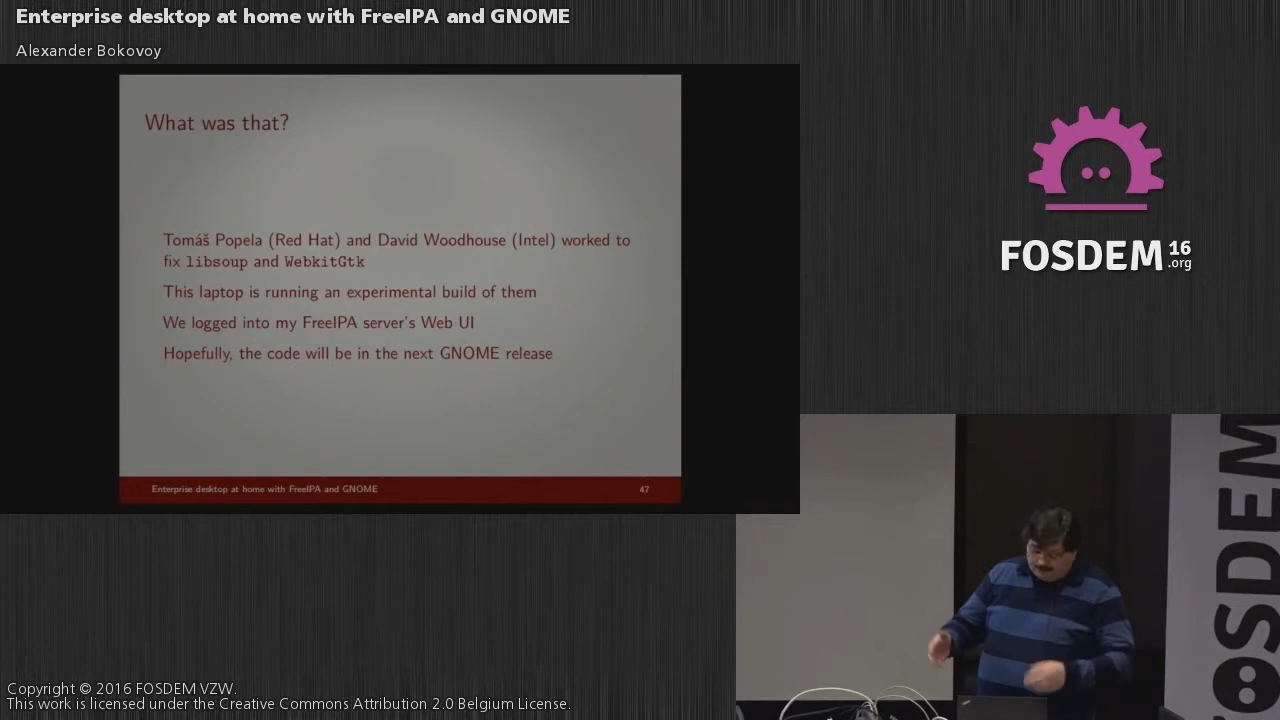 Enterprise desktop at home with FreeIPA and GNOME
Alexander Bokovoy
What was that?
Tomáš Popela (Red Hat) and David Woodhouse (Intel) worked to
fix libsoup and WebkitGtk
This laptop is running an experimental build of them
We logged into my FreeIPA server's Web UI
Hopefully, the code will be in the next GNOME release
Enterprise desktop at home with FreeIPA and GNOME 47
FOSDEM 16
.org
FOSDEM
Copyright © 2016 FOSDEM VZW.
This work is licensed under the Creative Commons Attribution 2.0 Belgium License.